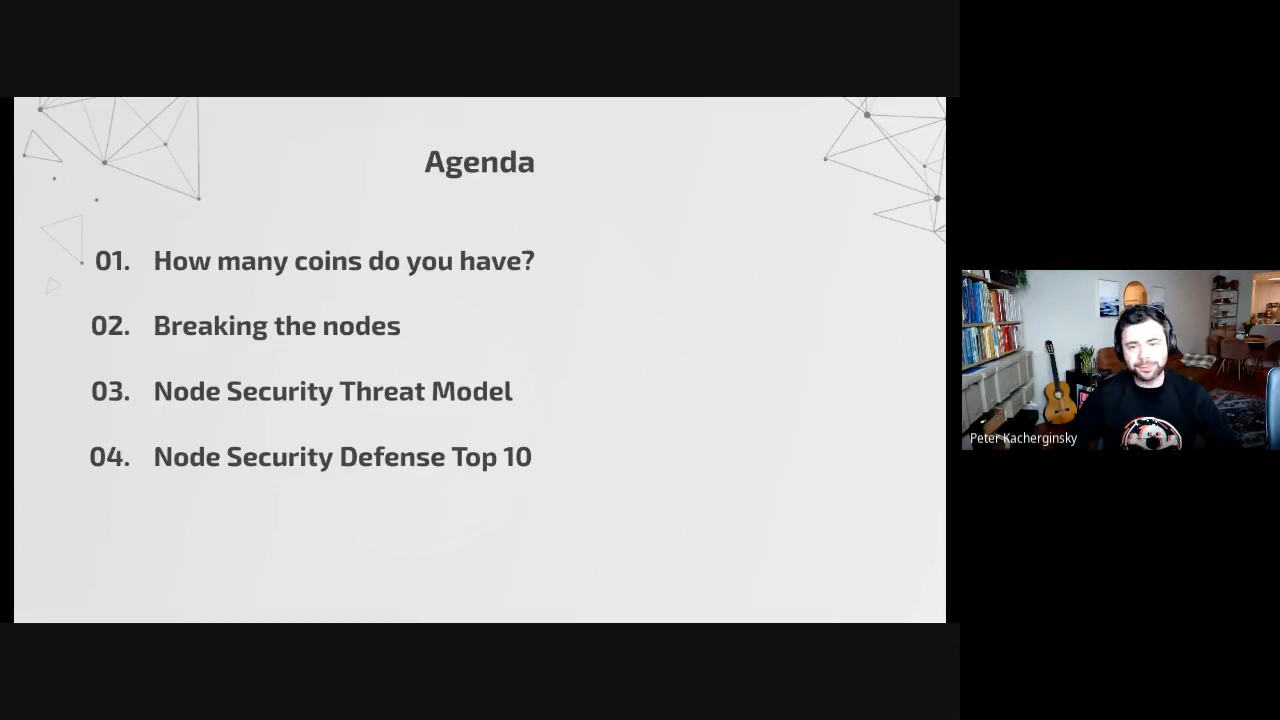 Agenda
01. How many coins do you have?
02. Breaking the nodes
03. Node Security Threat Model
04. Node Security Defense Top 10
Peter Kacherginsky